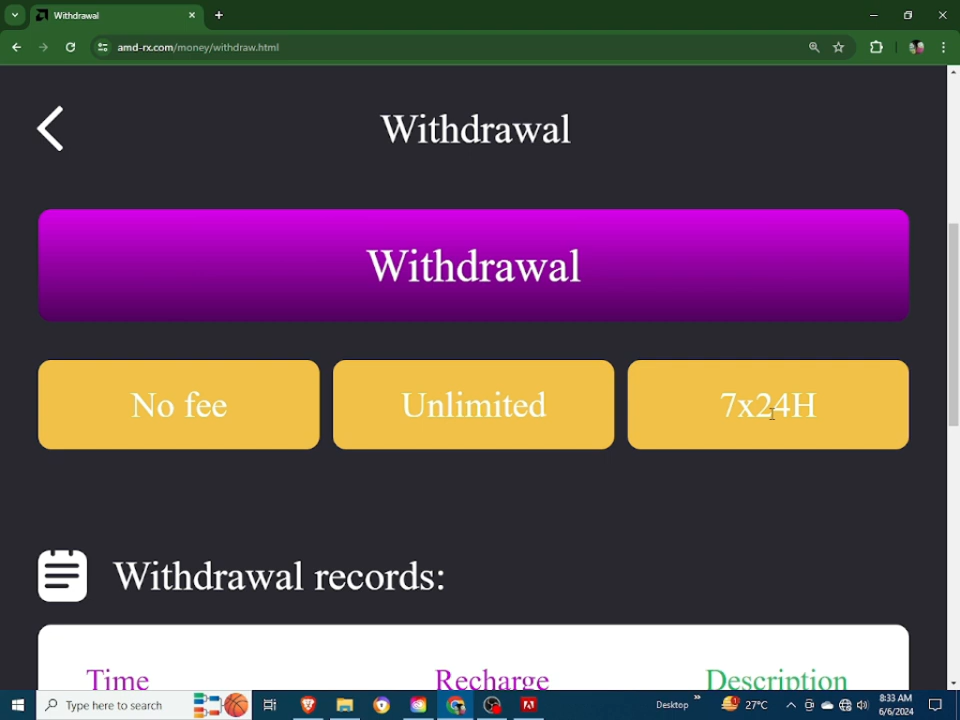 Withdrawal
amd-rx.com/money/withdraw.html
Withdrawal
Withdrawal
No fee
Unlimited
7x24H
Withdrawal records:
Time
Recharge
Description
Type here to search
Desktop
27°C
8:33 AM
6/6/2024